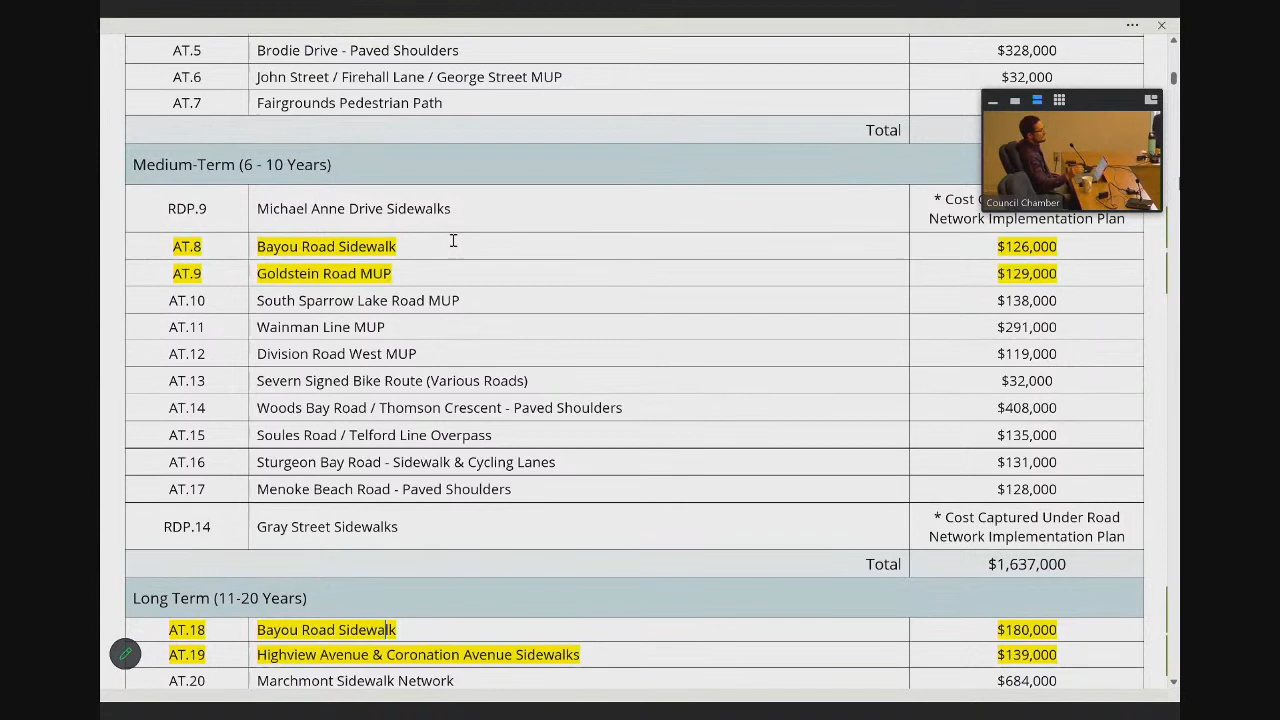 AT.5 Brodie Drive - Paved Shoulders $328,000
AT.6 John Street / Firehall Lane / George Street MUP $32,000
AT.7 Fairgrounds Pedestrian Path
Total
Medium-Term (6 - 10 Years)
RDP.9 Michael Anne Drive Sidewalks * Cost
Network Implementation Plan
Council Chamber
AT.8 Bayou Road Sidewalk $126,000
AT.9 Goldstein Road MUP $129,000
AT.10 South Sparrow Lake Road MUP $138,000
AT.11 Wainman Line MUP $291,000
AT.12 Division Road West MUP $119,000
AT.13 Severn Signed Bike Route (Various Roads) $32,000
AT.14 Woods Bay Road / Thomson Crescent - Paved Shoulders $408,000
AT.15 Soules Road / Telford Line Overpass $135,000
AT.16 Sturgeon Bay Road - Sidewalk & Cycling Lanes $131,000
AT.17 Menoke Beach Road - Paved Shoulders $128,000
RDP.14 Gray Street Sidewalks * Cost Captured Under Road
Network Implementation Plan
Total $1,637,000
Long Term (11-20 Years)
AT.18 Bayou Road Sidewalk $180,000
AT.19 Highview Avenue & Coronation Avenue Sidewalks $139,000
AT.20 Marchmont Sidewalk Network $684,000